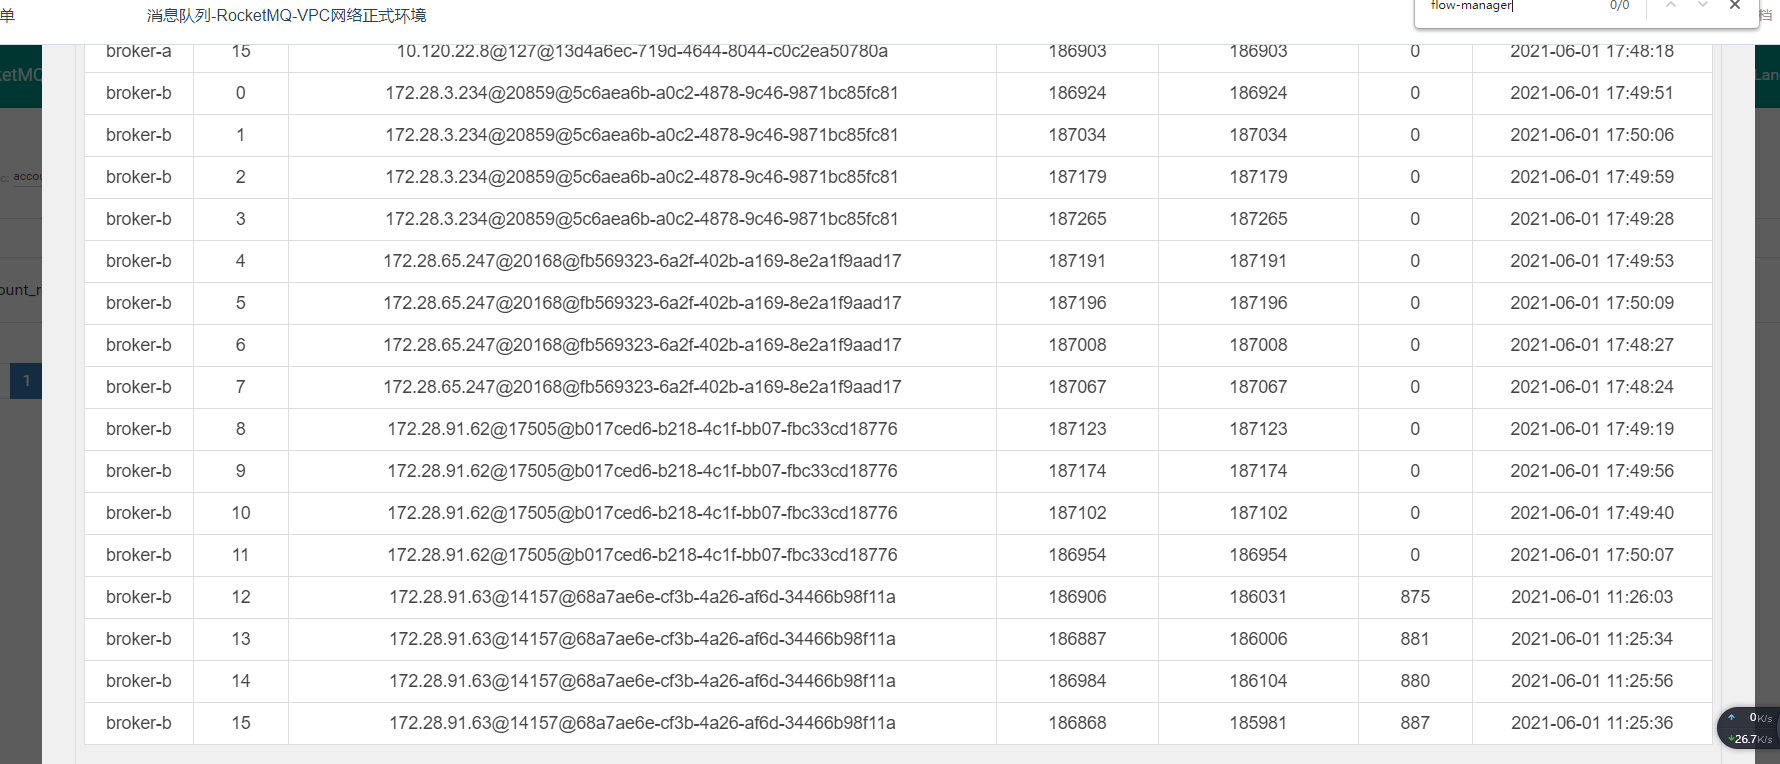 单 消息队列-RocketMQ-VPC网络正式环境 flow-manager 0/0 档
broker-a 15 10.120.22.8@127@13d4a6ec-719d-4644-8044-c0c2ea50780a 186903 186903 0 2021-06-01 17:48:18
etMQ Lan
broker-b 0 172.28.3.234@20859@5c6aea6b-a0c2-4878-9c46-9871bc85fc81 186924 186924 0 2021-06-01 17:49:51
broker-b 1 172.28.3.234@20859@5c6aea6b-a0c2-4878-9c46-9871bc85fc81 187034 187034 0 2021-06-01 17:50:06
c: accou broker-b 2 172.28.3.234@20859@5c6aea6b-a0c2-4878-9c46-9871bc85fc81 187179 187179 0 2021-06-01 17:49:59
broker-b 3 172.28.3.234@20859@5c6aea6b-a0c2-4878-9c46-9871bc85fc81 187265 187265 0 2021-06-01 17:49:28
broker-b 4 172.28.65.247@20168@fb569323-6a2f-402b-a169-8e2a1f9aad17 187191 187191 0 2021-06-01 17:49:53
ount_r broker-b 5 172.28.65.247@20168@fb569323-6a2f-402b-a169-8e2a1f9aad17 187196 187196 0 2021-06-01 17:50:09
broker-b 6 172.28.65.247@20168@fb569323-6a2f-402b-a169-8e2a1f9aad17 187008 187008 0 2021-06-01 17:48:27
1 broker-b 7 172.28.65.247@20168@fb569323-6a2f-402b-a169-8e2a1f9aad17 187067 187067 0 2021-06-01 17:48:24
broker-b 8 172.28.91.62@17505@b017ced6-b218-4c1f-bb07-fbc33cd18776 187123 187123 0 2021-06-01 17:49:19
broker-b 9 172.28.91.62@17505@b017ced6-b218-4c1f-bb07-fbc33cd18776 187174 187174 0 2021-06-01 17:49:56
broker-b 10 172.28.91.62@17505@b017ced6-b218-4c1f-bb07-fbc33cd18776 187102 187102 0 2021-06-01 17:49:40
broker-b 11 172.28.91.62@17505@b017ced6-b218-4c1f-bb07-fbc33cd18776 186954 186954 0 2021-06-01 17:50:07
broker-b 12 172.28.91.63@14157@68a7ae6e-cf3b-4a26-af6d-34466b98f11a 186906 186031 875 2021-06-01 11:26:03
broker-b 13 172.28.91.63@14157@68a7ae6e-cf3b-4a26-af6d-34466b98f11a 186887 186006 881 2021-06-01 11:25:34
broker-b 14 172.28.91.63@14157@68a7ae6e-cf3b-4a26-af6d-34466b98f11a 186984 186104 880 2021-06-01 11:25:56
broker-b 15 172.28.91.63@14157@68a7ae6e-cf3b-4a26-af6d-34466b98f11a 186868 185981 887 2021-06-01 11:25:36
0K/s
26.7K/s